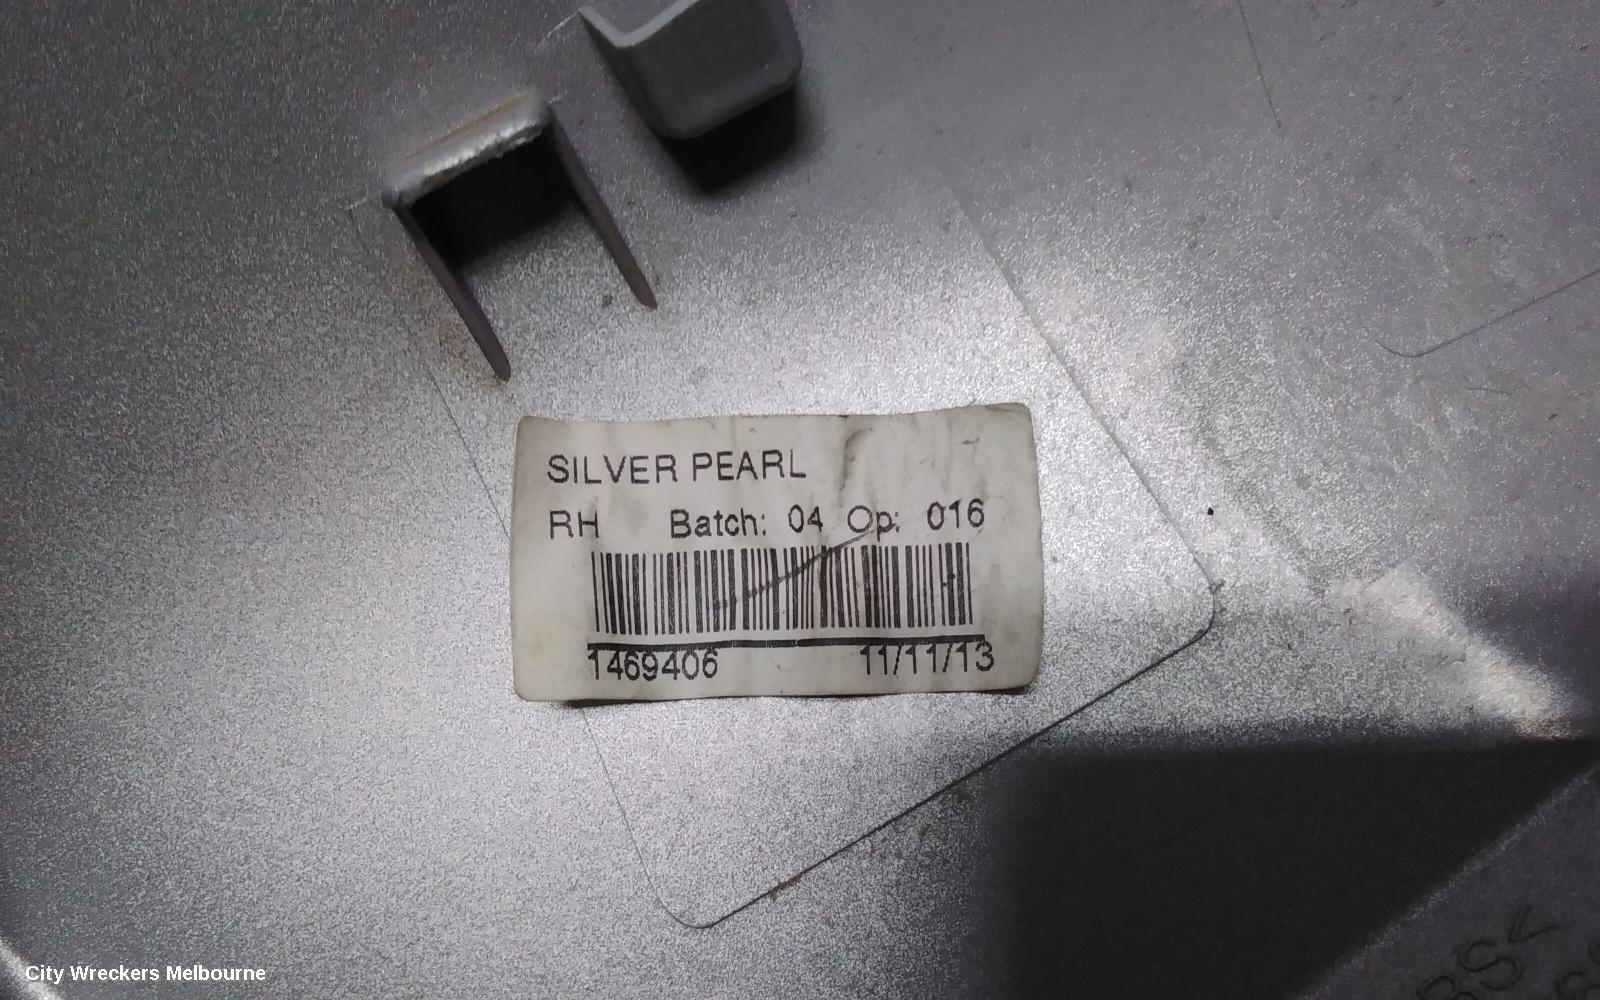 SILVER PEARL
RH Batch: 04 Op: 016
1469406 11/11/13
City Wreckers Melbourne